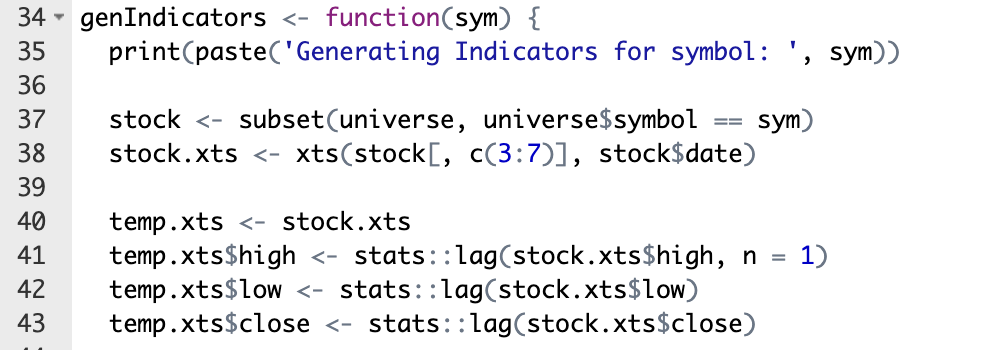 34 genIndicators <- function(sym) {
35 print(paste('Generating Indicators for symbol: ', sym))
36
37 stock <- subset(universe, universe$symbol == sym)
38 stock.xts <- xts(stock[, c(3:7)], stock$date)
39
40 temp.xts <- stock.xts
41 temp.xts$high <- stats::lag(stock.xts$high, n = 1)
42 temp.xts$low <- stats::lag(stock.xts$low)
43 temp.xts$close <- stats::lag(stock.xts$close)